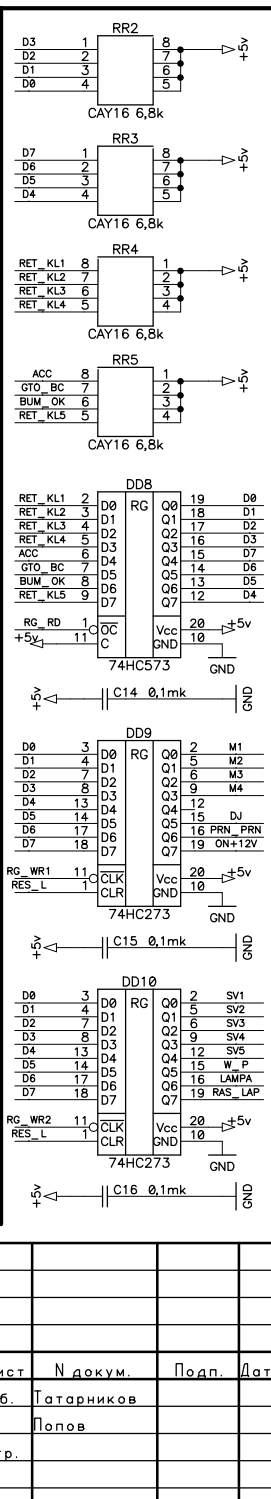 RR2
D3 1 8
D2 2 7 +5v
D1 3 6
D0 4 5
CAY16 6,8k
RR3
D7 1 8
D6 2 7 +5v
D5 3 6
D4 4 5
CAY16 6,8k
RR4
RET_KL1 8 1
RET_KL2 7 2 +5v
RET_KL3 6 3
RET_KL4 5 4
CAY16 6,8k
RR5
ACC 8 1
GTO_BC 7 2 +5v
BUM_OK 6 3
RET_KL5 5 4
CAY16 6,8k
DD8
RET_KL1 2 D0 RG Q0 19 D0
RET_KL2 3 D1 Q1 18 D1
RET_KL3 4 D2 Q2 17 D2
RET_KL4 5 D3 Q3 16 D3
ACC 6 D4 Q4 15 D7
GTO_BC 7 D5 Q5 14 D6
BUM_OK 8 D6 Q6 13 D5
RET_KL5 9 D7 Q7 12 D4
RG_RD 1 OC Vcc 20 +5v
+5v 11 C GND 10
GND
74HC573
+5v C14 0,1mk GND
DD9
D0 3 D0 RG Q0 2 M1
D1 4 D1 Q1 5 M2
D2 7 D2 Q2 6 M3
D3 8 D3 Q3 9 M4
D4 13 D4 Q4 12
D5 14 D5 Q5 15 DJ
D6 17 D6 Q6 16 PRN_PRN
D7 18 D7 Q7 19 ON+12V
RG_WR1 11 CLK Vcc 20 +5v
RES_L 1 CLR GND 10
GND
74HC273
+5v C15 0,1mk GND
DD10
D0 3 D0 RG Q0 2 SV1
D1 4 D1 Q1 5 SV2
D2 7 D2 Q2 6 SV3
D3 8 D3 Q3 9 SV4
D4 13 D4 Q4 12 SV5
D5 14 D5 Q5 15 W_P
D6 17 D6 Q6 16 LAMPA
D7 18 D7 Q7 19 RAS_LAP
RG_WR2 11 CLK Vcc 20 +5v
RES_L 1 CLR GND 10
GND
74HC273
+5v C16 0,1mk GND
ист N докум. Подп. Дат
б. Татарников
Попов
р.